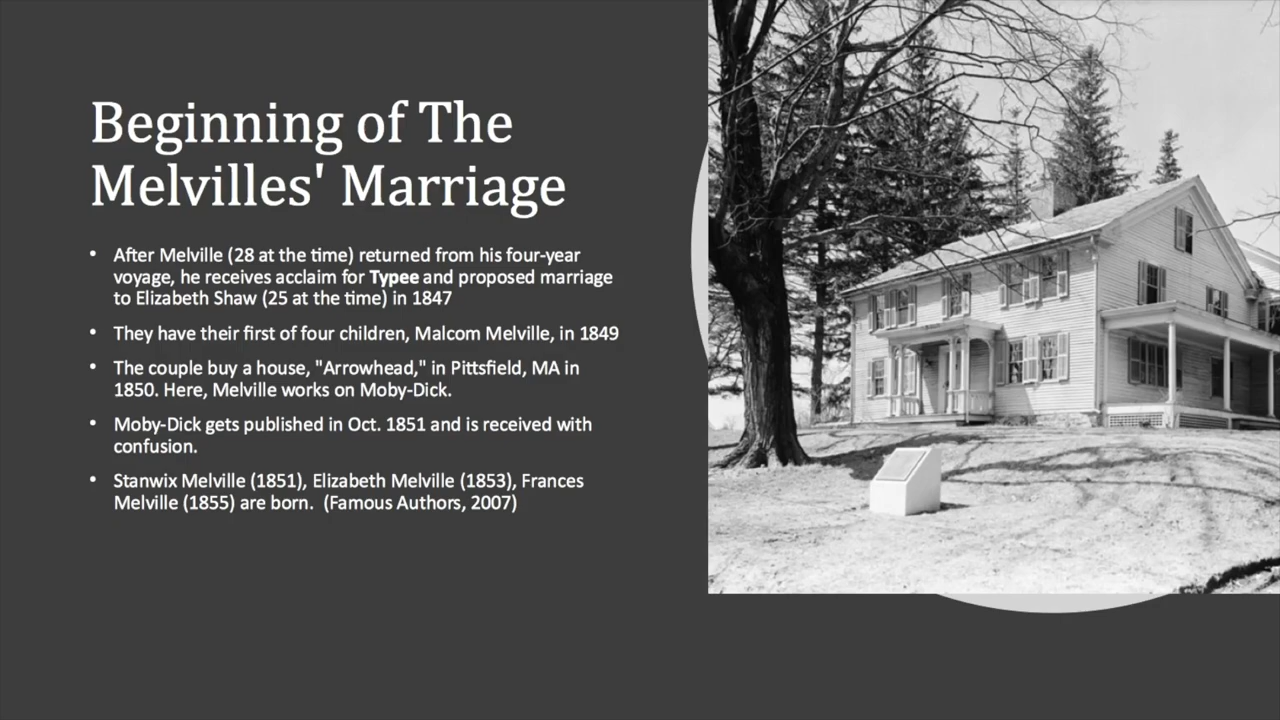 Beginning of The
Melvilles' Marriage
• After Melville (28 at the time) returned from his four-year
voyage, he receives acclaim for Typee and proposed marriage
to Elizabeth Shaw (25 at the time) in 1847
• They have their first of four children, Malcom Melville, in 1849
• The couple buy a house, "Arrowhead," in Pittsfield, MA in
1850. Here, Melville works on Moby-Dick.
• Moby-Dick gets published in Oct. 1851 and is received with
confusion.
• Stanwix Melville (1851), Elizabeth Melville (1853), Frances
Melville (1855) are born.  (Famous Authors, 2007)